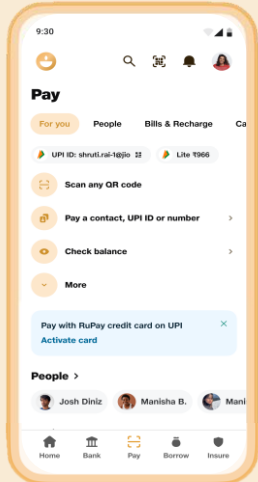 9:30
Pay
For you People Bills & Recharge Ca
UPI ID: shruti.rai-1@jio Lite ₹966
Scan any QR code
Pay a contact, UPI ID or number
Check balance
More
Pay with RuPay credit card on UPI
Activate card
People >
Josh Diniz Manisha B. Mani
Home Bank Pay Borrow Insure